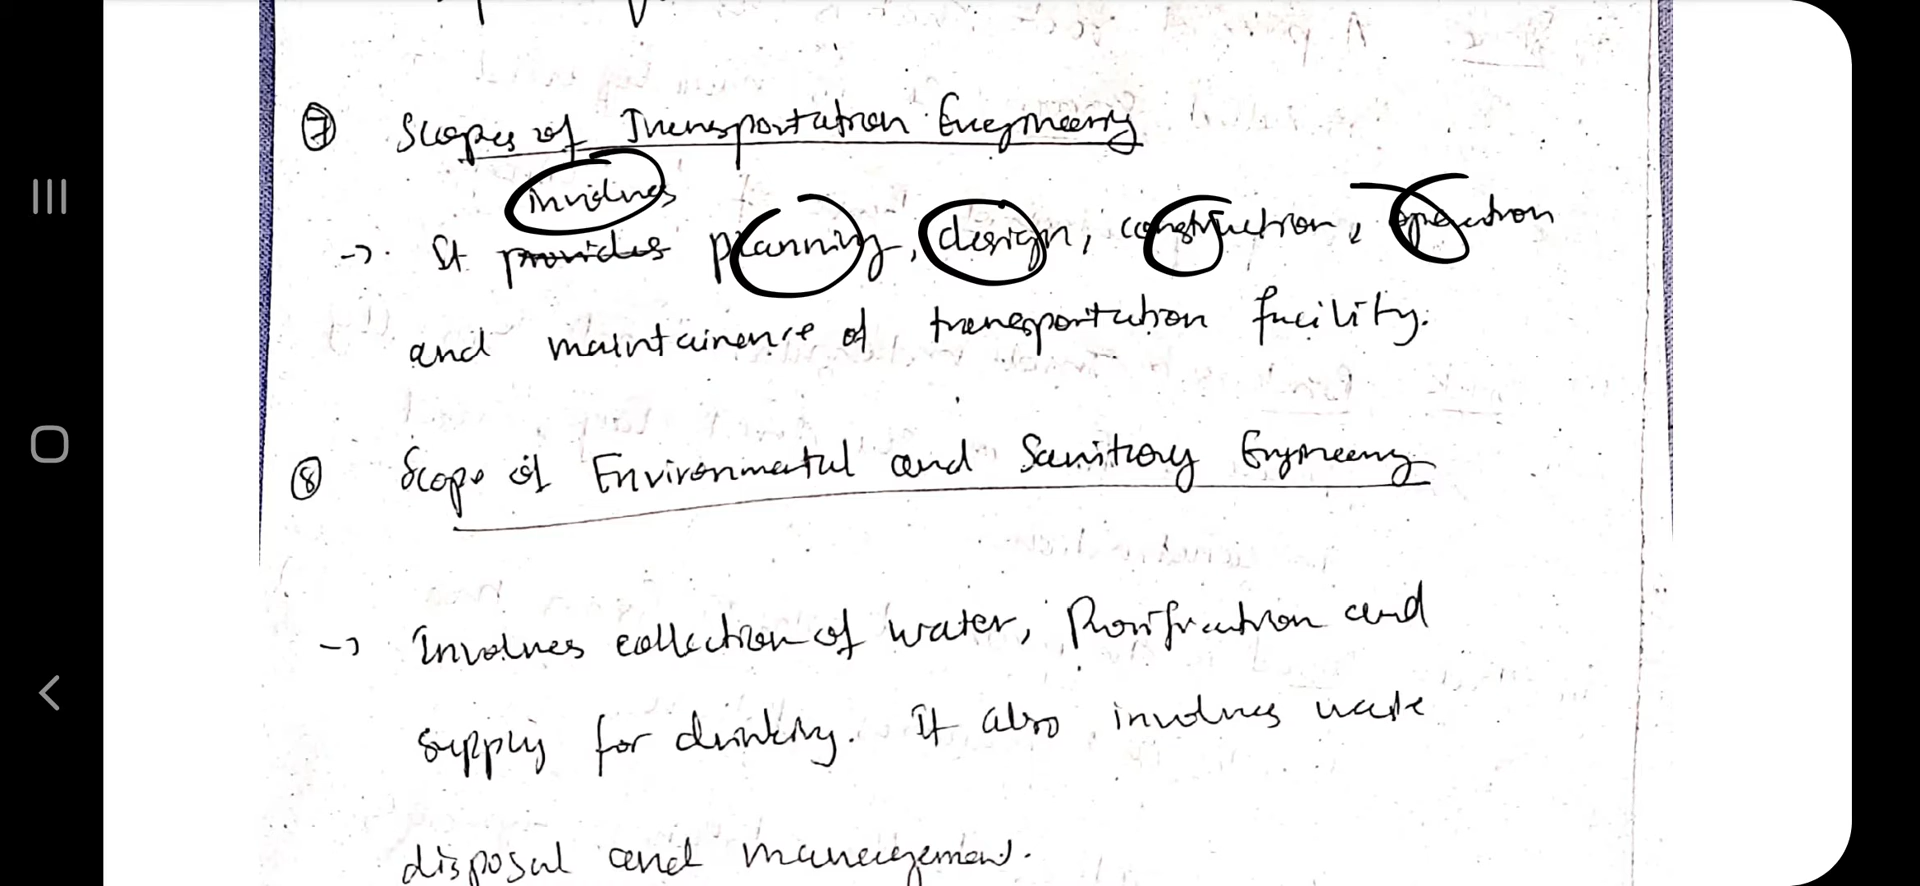 ⑦ Scopes of Transportation Engineering
involves
→ It provides planning, design, construction, operation
and maintainence of transportation facility.
⑧ Scope of Environmental and Sanitiory Engineering
→ Involves collection of water, Purification and
supply for drinking. It also involves waste
disposal and management.